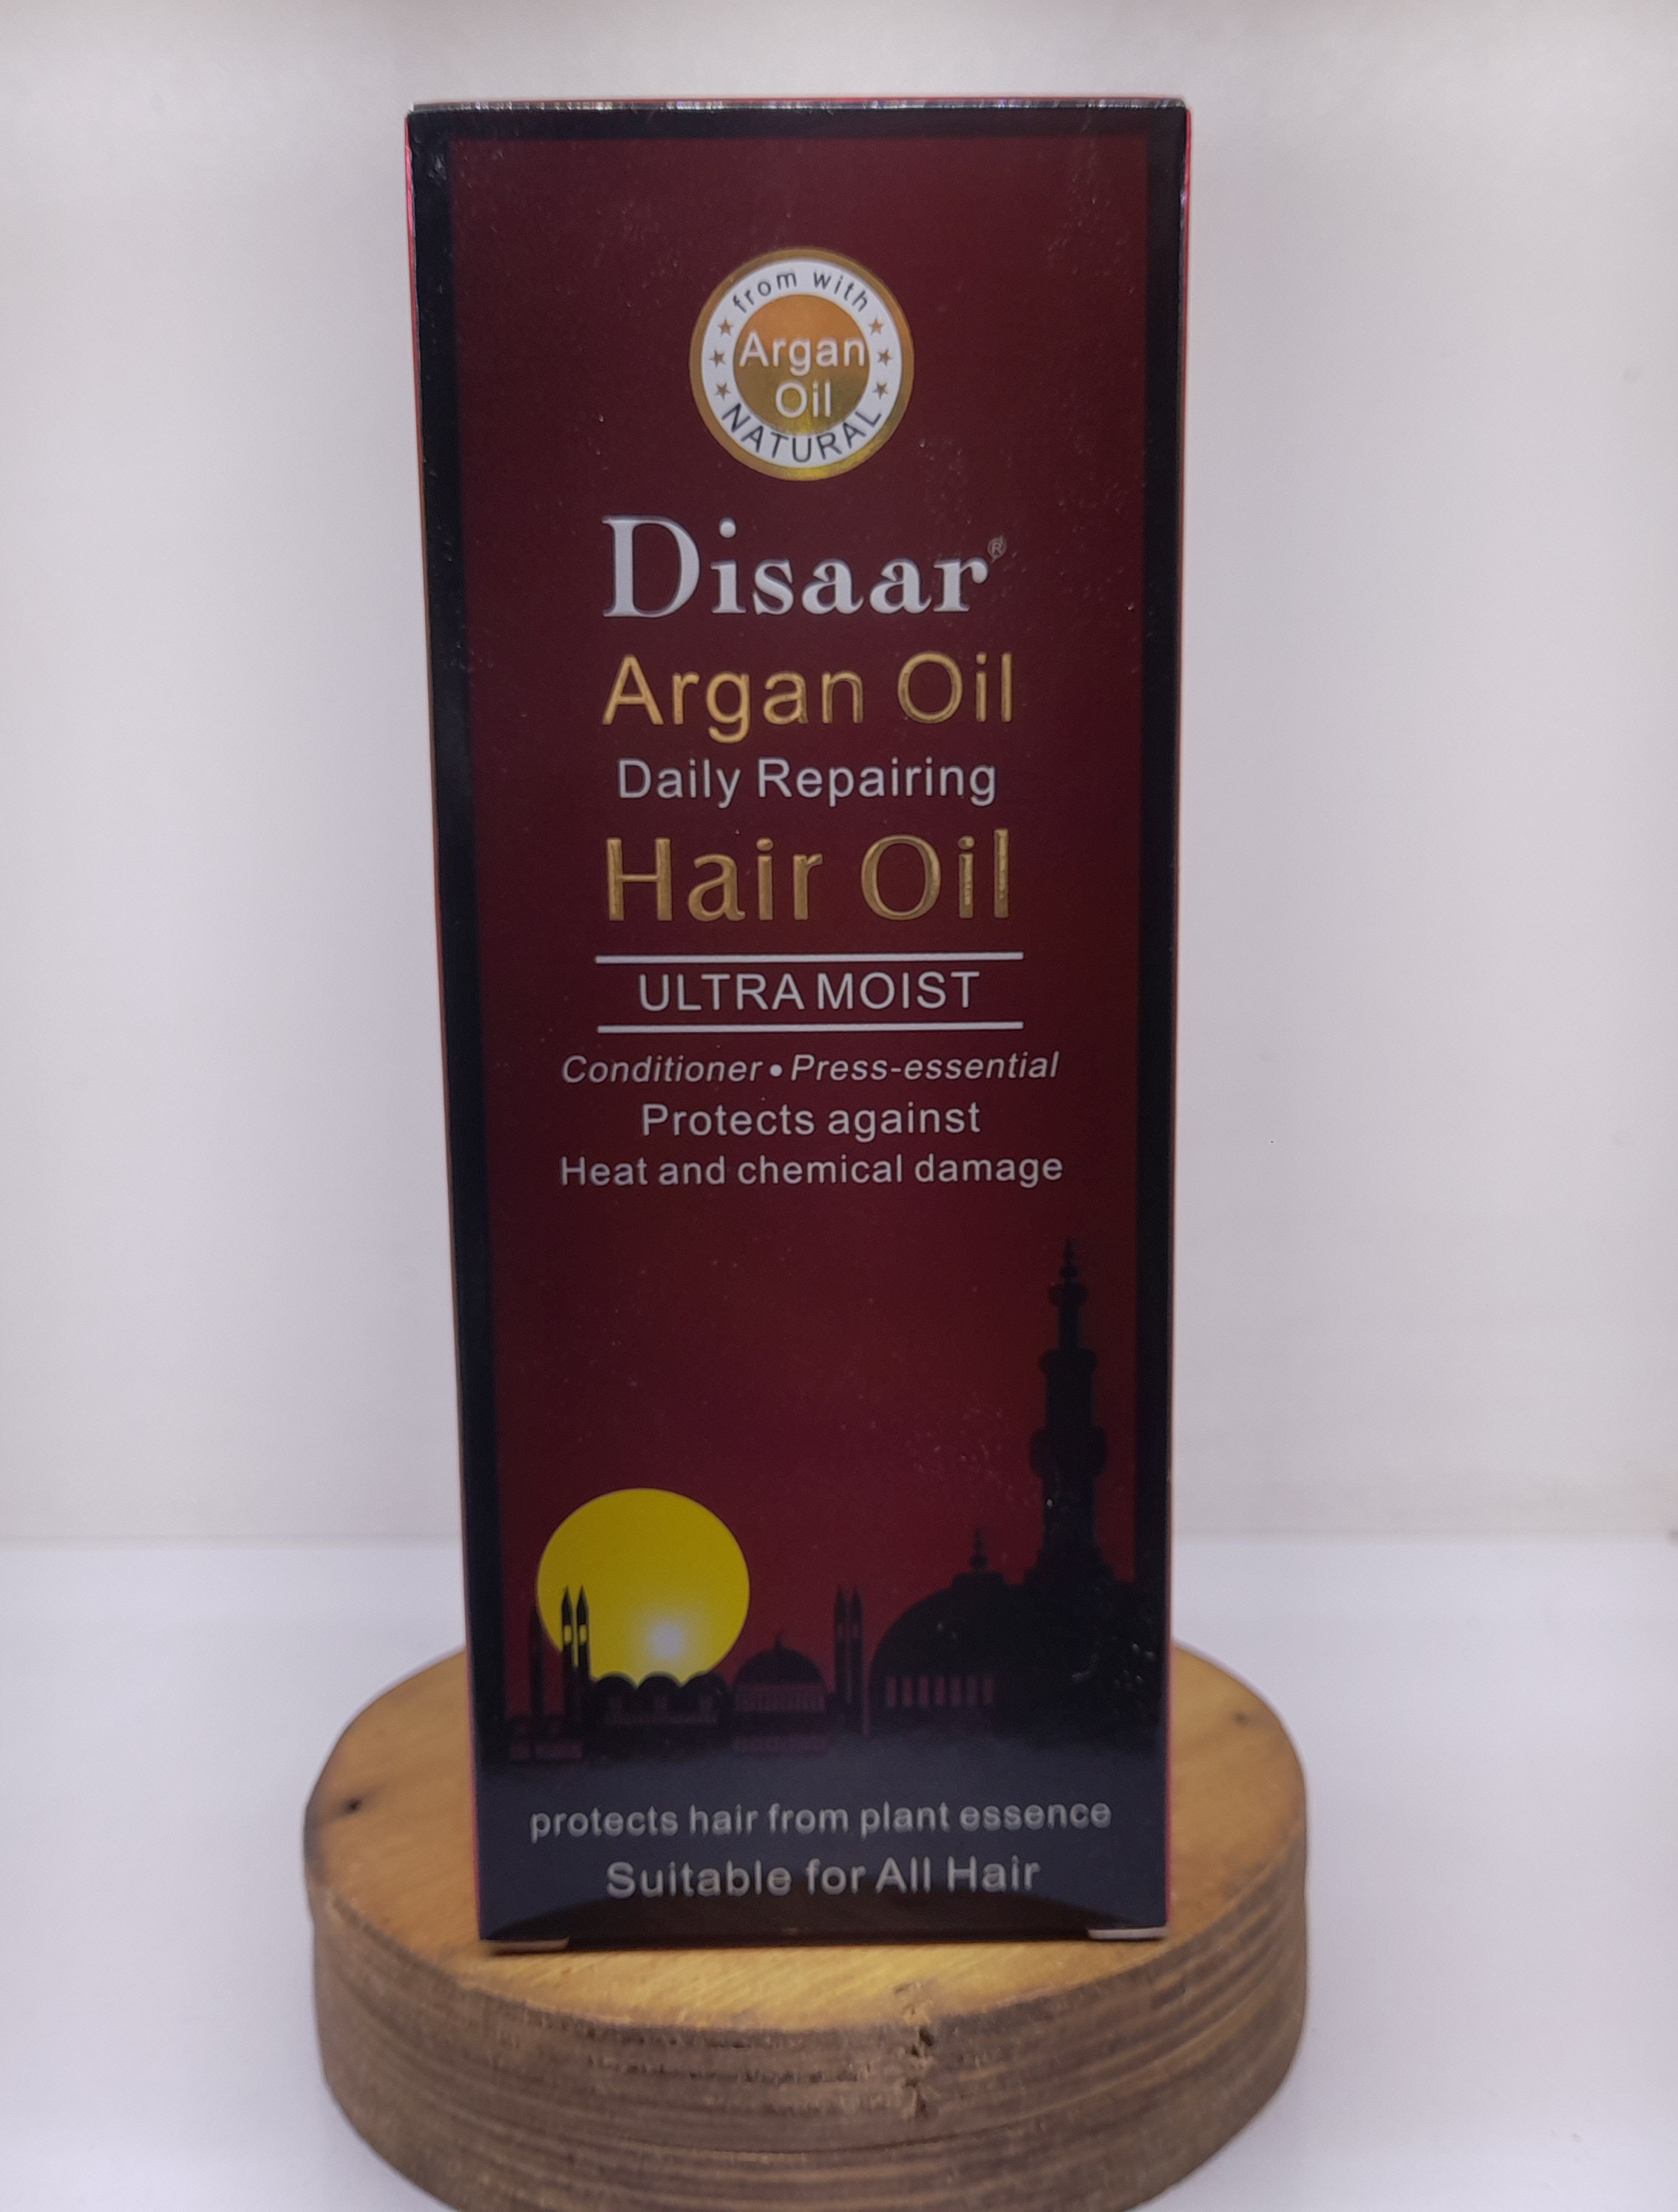 from with
Argan
Oil
NATURAL
Disaar®
Argan Oil
Daily Repairing
Hair Oil
ULTRA MOIST
Conditioner • Press-essential
Protects against
Heat and chemical damage
protects hair from plant essence
Suitable for All Hair